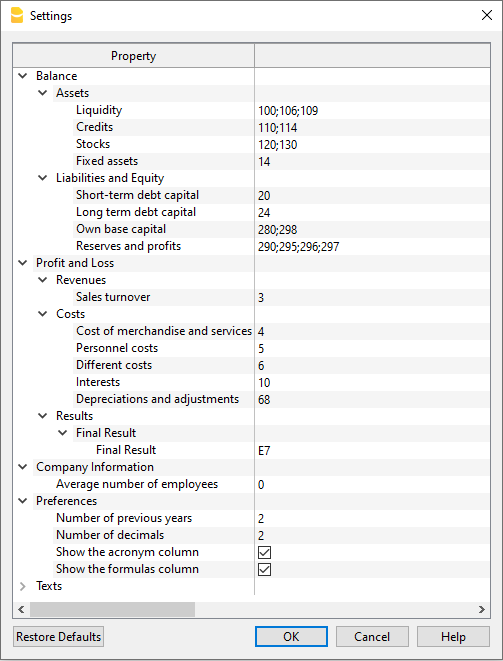 Settings
Property
Balance
Assets
Liquidity 100;106;109
Credits 110;114
Stocks 120;130
Fixed assets 14
Liabilities and Equity
Short-term debt capital 20
Long term debt capital 24
Own base capital 280;298
Reserves and profits 290;295;296;297
Profit and Loss
Revenues
Sales turnover 3
Costs
Cost of merchandise and services 4
Personnel costs 5
Different costs 6
Interests 10
Depreciations and adjustments 68
Results
Final Result
Final Result E7
Company Information
Average number of employees 0
Preferences
Number of previous years 2
Number of decimals 2
Show the acronym column
Show the formulas column
Texts
Restore Defaults OK Cancel Help